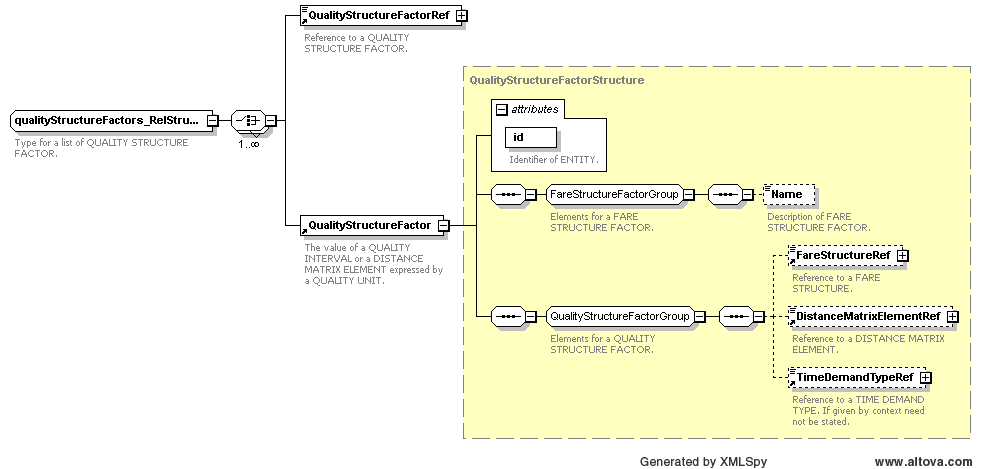 QualityStructureFactorRef
Reference to a QUALITY
STRUCTURE FACTOR.
qualityStructureFactors_RelStru...
Type for a list of QUALITY STRUCTURE
FACTOR.
1..∞
QualityStructureFactor
The value of a QUALITY
INTERVAL or a DISTANCE
MATRIX ELEMENT expressed by
a QUALITY UNIT.
QualityStructureFactorStructure
attributes
id
Identifier of ENTITY.
FareStructureFactorGroup
Elements for a FARE
STRUCTURE FACTOR.
Name
Description of FARE
STRUCTURE FACTOR.
QualityStructureFactorGroup
Elements for a QUALITY
STRUCTURE FACTOR.
FareStructureRef
Reference to a FARE
STRUCTURE.
DistanceMatrixElementRef
Reference to a DISTANCE MATRIX
ELEMENT.
TimeDemandTypeRef
Reference to a TIME DEMAND
TYPE. If given by context need
not be stated.
Generated by XMLSpy
www.altova.com